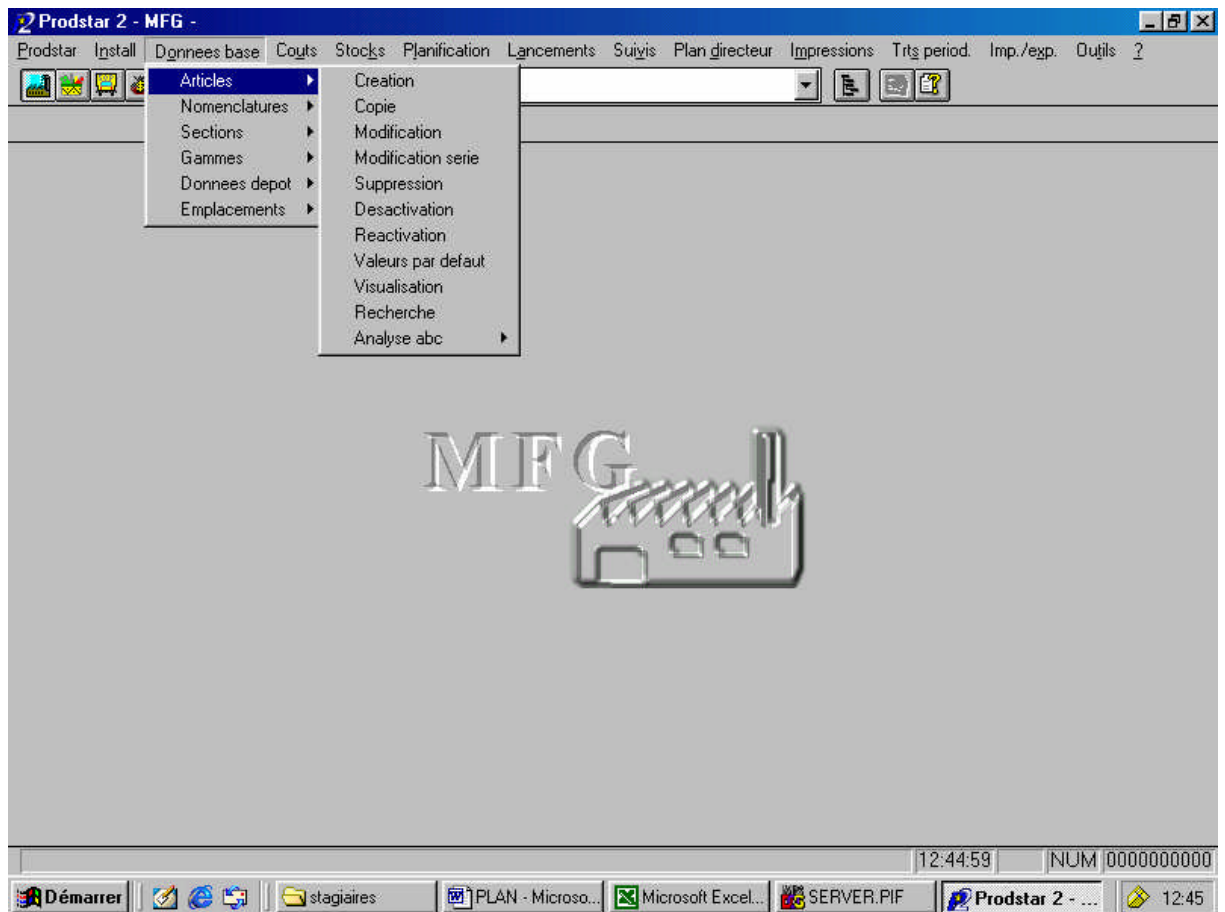 Prodstar 2 - MFG -
Prodstar Install Donnees base Couts Stocks Planification Lancements Suivis Plan directeur Impressions Trts period. Imp./exp. Outils ?
Articles
Nomenclatures
Sections
Gammes
Donnees depot
Emplacements
Creation
Copie
Modification
Modification serie
Suppression
Desactivation
Reactivation
Valeurs par defaut
Visualisation
Recherche
Analyse abc
MFG
12:44:59 NUM 0000000000
Démarrer stagiaires PLAN - Microso... Microsoft Excel... SERVER.PIF Prodstar 2 - ... 12:45